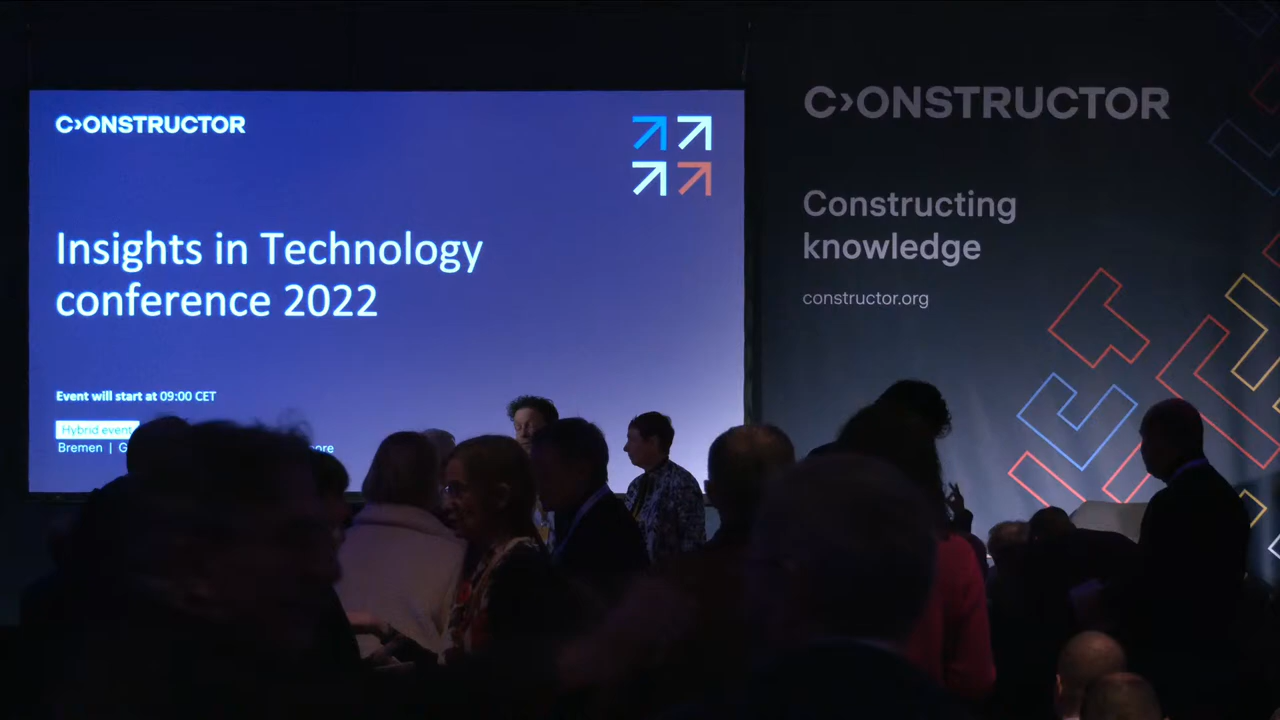 C›ONSTRUCTOR
Insights in Technology
conference 2022
Event will start at 09:00 CET
Hybrid event
Bremen |
C›ONSTRUCTOR
Constructing
knowledge
constructor.org